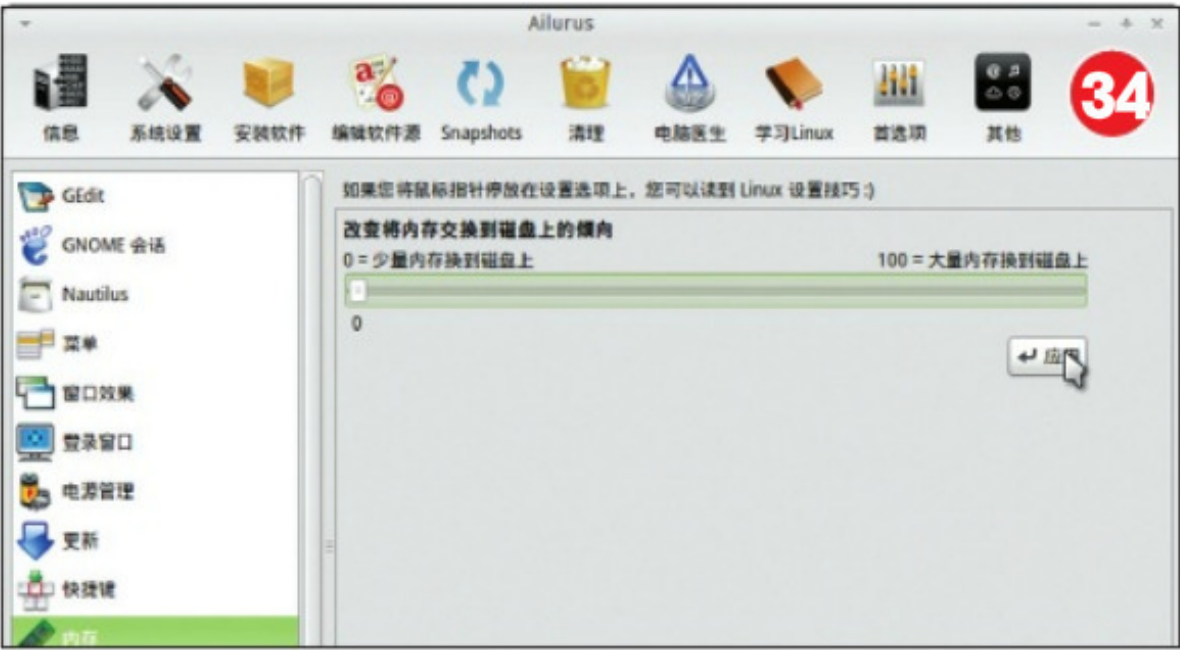 Ailurus
信息 系统设置 安装软件 编辑软件源 Snapshots 清理 电脑医生 学习Linux 首选项 其他
34
GEdit
GNOME 会话
Nautilus
菜单
窗口效果
登录窗口
电源管理
更新
快捷键
内存
如果您将鼠标指针停放在设置选项上，您可以读到 Linux 设置技巧 :)
改变将内存交换到磁盘上的倾向
0 = 少量内存换到磁盘上 100 = 大量内存换到磁盘上
0
应用